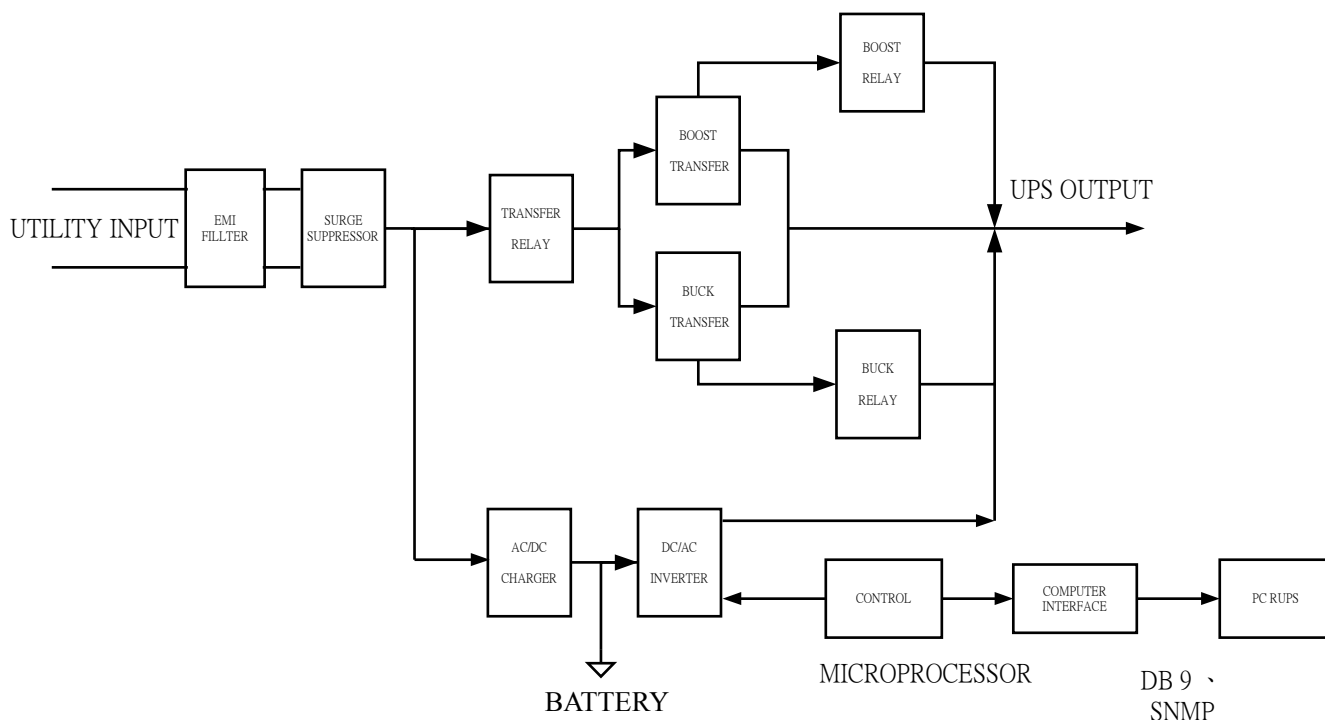 BOOST
RELAY
BOOST
TRANSFER
UPS OUTPUT
UTILITY INPUT
EMI
FILLTER
SURGE
SUPPRESSOR
TRANSFER
RELAY
BUCK
TRANSFER
BUCK
RELAY
AC/DC
CHARGER
DC/AC
INVERTER
CONTROL
COMPUTER
INTERFACE
PC RUPS
MICROPROCESSOR
BATTERY
DB 9 、
SNMP